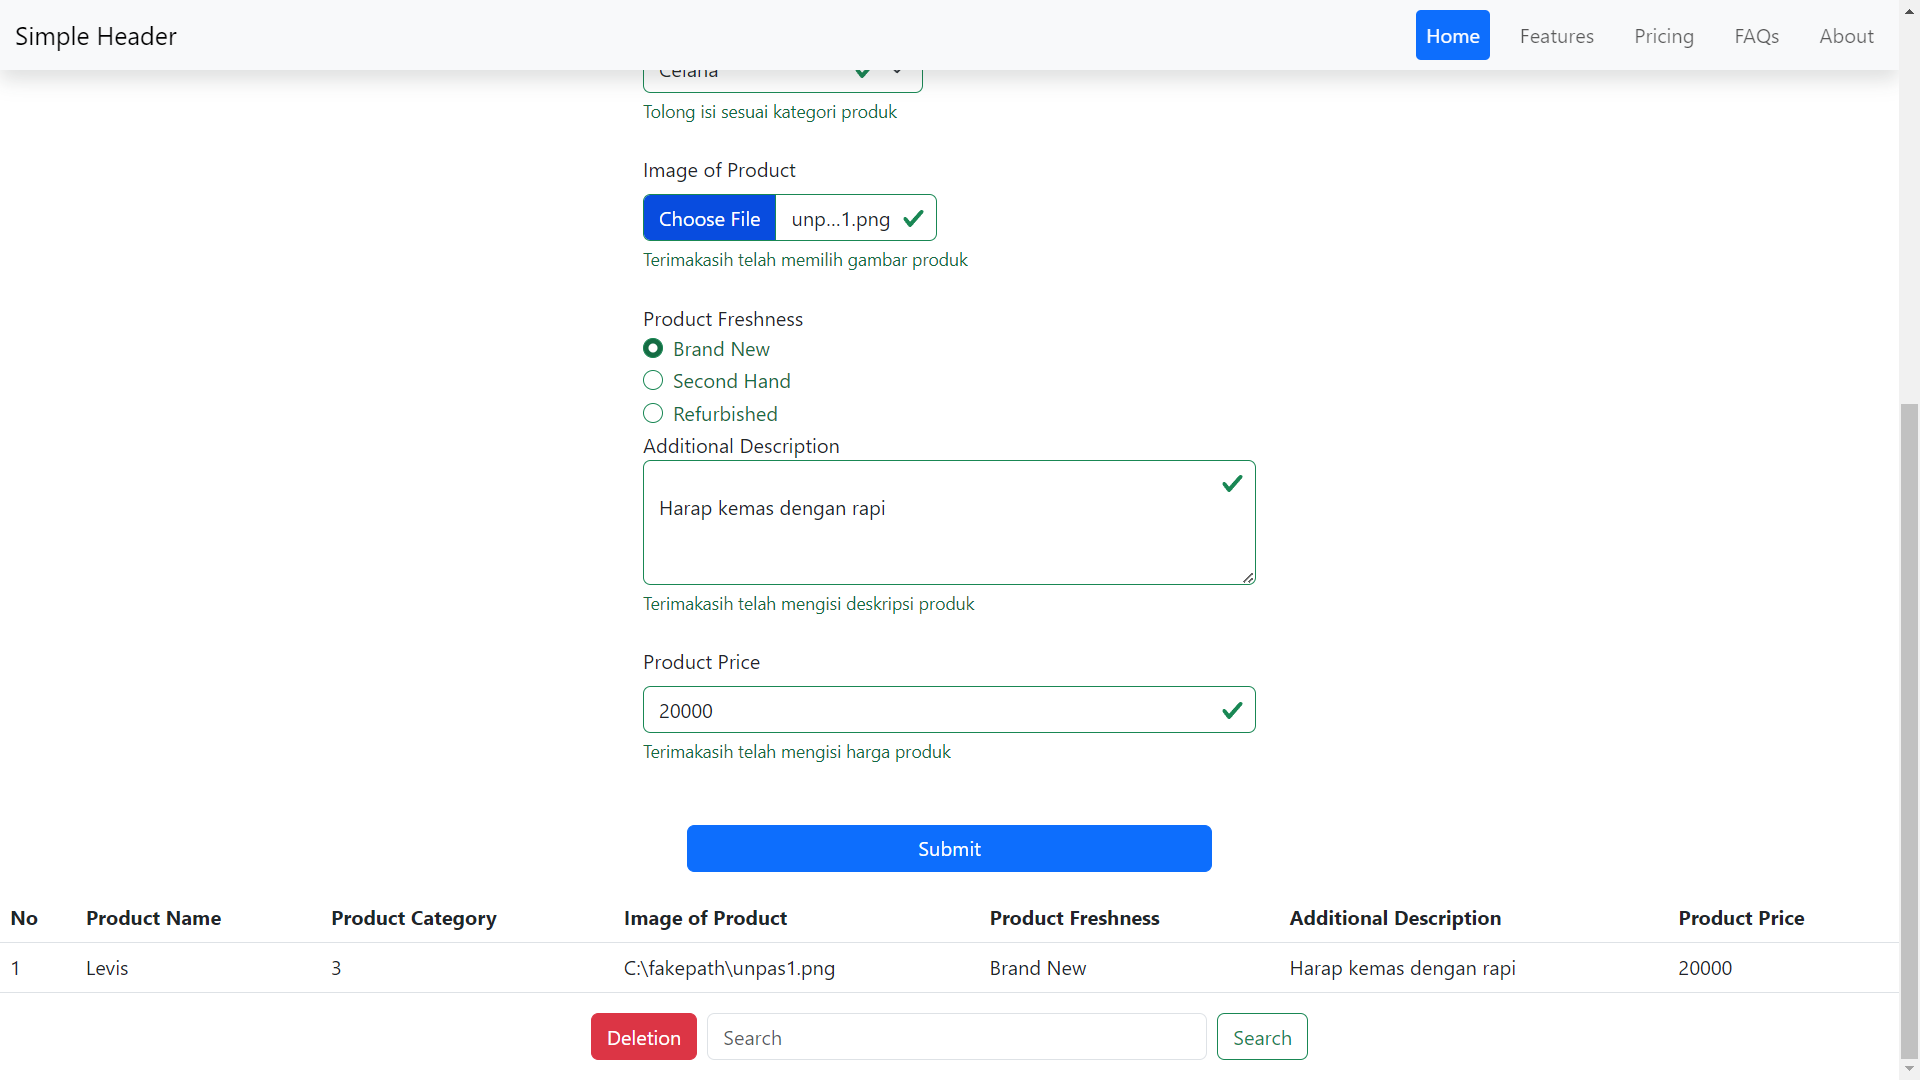 Simple Header
Home Features Pricing FAQs About
Celana
Tolong isi sesuai kategori produk
Image of Product
Choose File unp...1.png
Terimakasih telah memilih gambar produk
Product Freshness
Brand New
Second Hand
Refurbished
Additional Description
Harap kemas dengan rapi
Terimakasih telah mengisi deskripsi produk
Product Price
20000
Terimakasih telah mengisi harga produk
Submit
No Product Name Product Category Image of Product Product Freshness Additional Description Product Price
1 Levis 3 C:\fakepath\unpas1.png Brand New Harap kemas dengan rapi 20000
Deletion Search Search